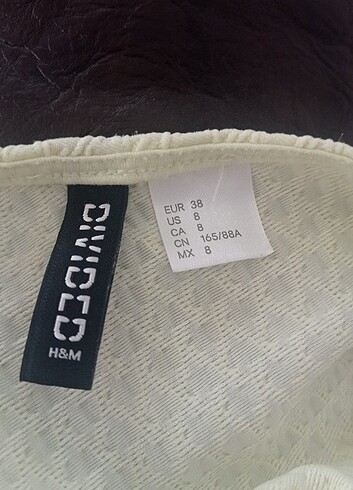 DIVIDED
H&M
EUR 38
US 8
CA 8
CN 165/88A
MX 8